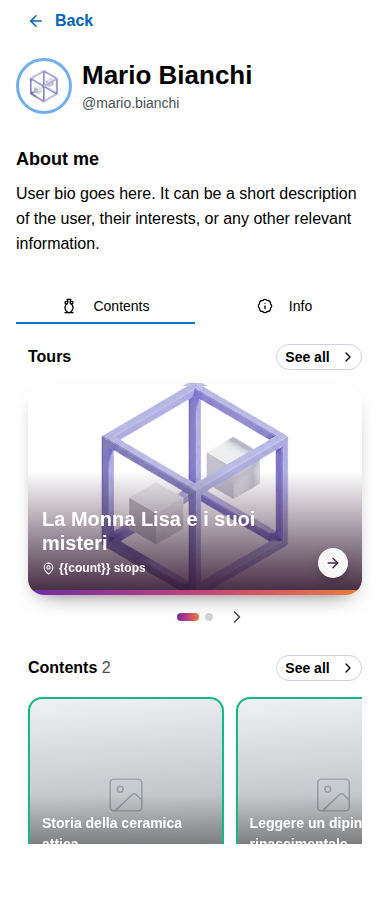 Back
Mario Bianchi
@mario.bianchi
About me
User bio goes here. It can be a short description
of the user, their interests, or any other relevant
information.
Contents
Info
Tours
See all
La Monna Lisa e i suoi
misteri
{{count}} stops
Contents 2
See all
Storia della ceramica
attica
Leggere un dipin
rinascimentale